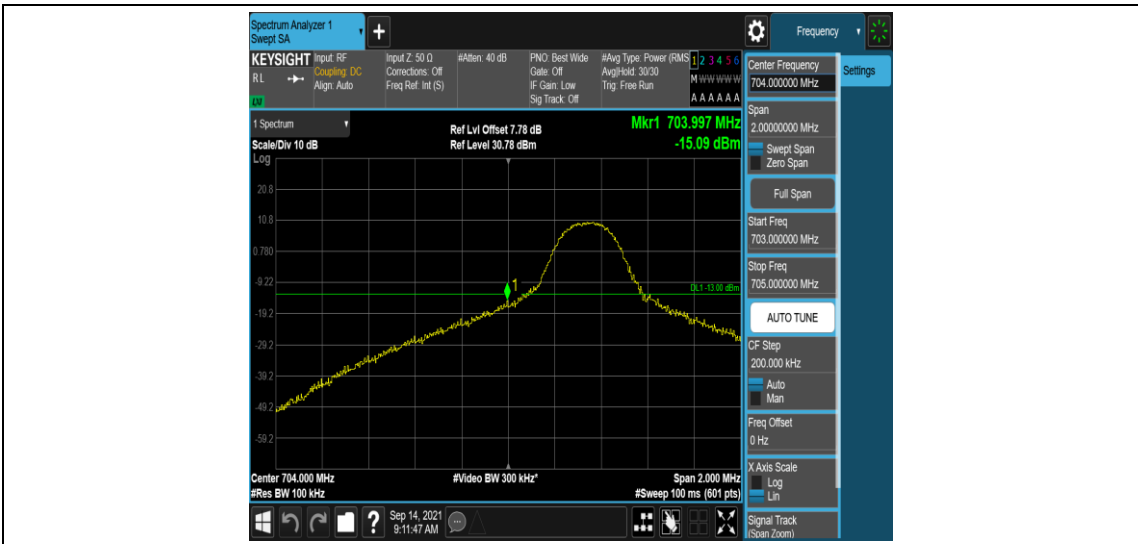 Spectrum Analyzer 1
Swept SA
+
Frequency
KEYSIGHT
RL
LXI
Input: RF
Coupling: DC
Align: Auto
Input Z: 50 Ω
Corrections: Off
Freq Ref: Int (S)
#Atten: 40 dB
PNO: Best Wide
Gate: Off
IF Gain: Low
Sig Track: Off
#Avg Type: Power (RMS
Avg|Hold: 30/30
Trig: Free Run
1 2 3 4 5 6
M W W W W W
A A A A A A
Center Frequency
704.000000 MHz
Settings
1 Spectrum
Scale/Div 10 dB
Ref Lvl Offset 7.78 dB
Ref Level 30.78 dBm
Mkr1 703.997 MHz
-15.09 dBm
Span
2.00000000 MHz
Swept Span
Zero Span
Full Span
Start Freq
703.000000 MHz
Stop Freq
705.000000 MHz
AUTO TUNE
CF Step
200.000 kHz
Auto
Man
Freq Offset
0 Hz
X Axis Scale
Log
Lin
Signal Track
(Span Zoom)
Log
20.8
10.8
0.780
-9.22
-19.2
-29.2
-39.2
-49.2
-59.2
1
DL1 -13.00 dBm
Center 704.000 MHz
#Res BW 100 kHz
#Video BW 300 kHz*
Span 2.000 MHz
#Sweep 100 ms (601 pts)
?
Sep 14, 2021
9:11:47 AM